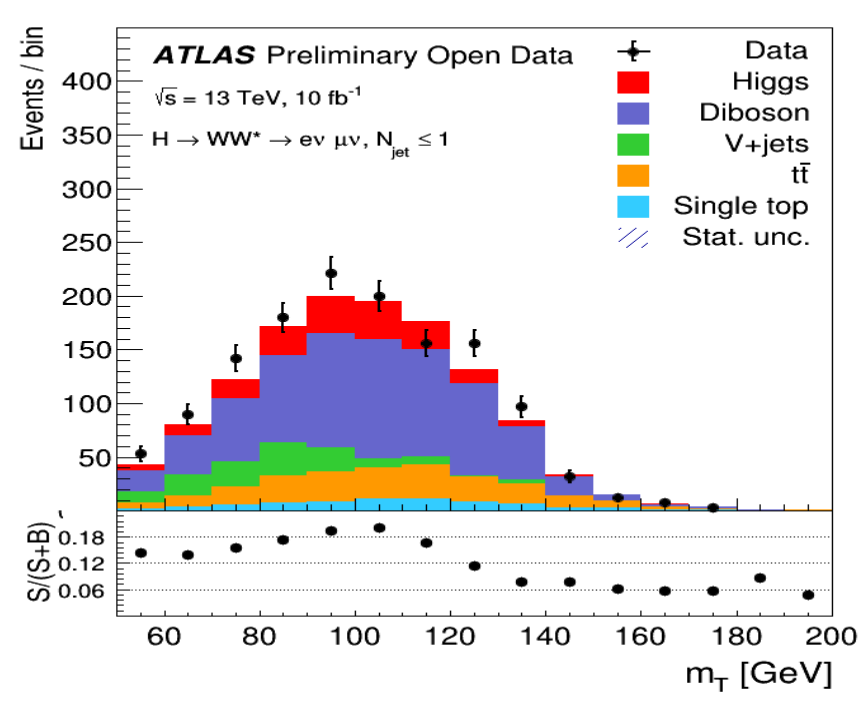 Events / bin
400
350
300
250
200
150
100
50
ATLAS Preliminary Open Data
√s = 13 TeV, 10 fb⁻¹
H → WW* → eν μν, N_jet ≤ 1
Data
Higgs
Diboson
V+jets
tt̄
Single top
Stat. unc.
S/(S+B)
0.18
0.12
0.06
60 80 100 120 140 160 180 200
m_T [GeV]